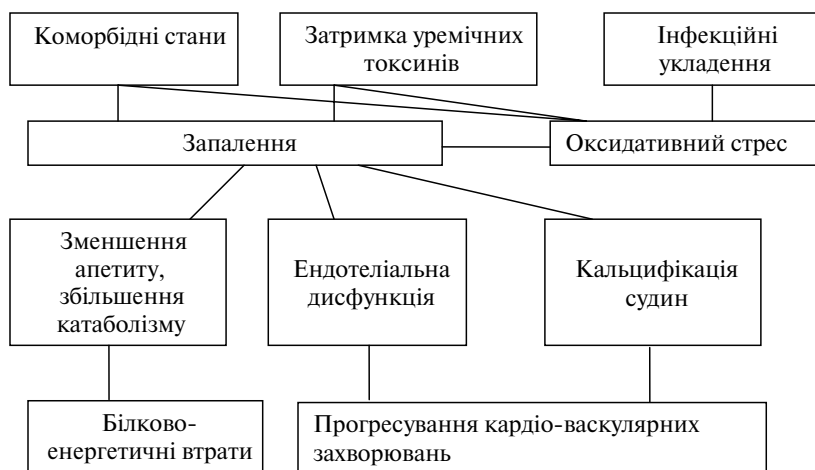 Коморбідні стани
Затримка уремічних
токсинів
Інфекційні
укладення
Запалення
Оксидативний стрес
Зменшення
апетиту,
збільшення
катаболізму
Ендотеліальна
дисфункція
Кальцифікація
судин
Білково-
енергетичні втрати
Прогресування кардіо-васкулярних
захворювань